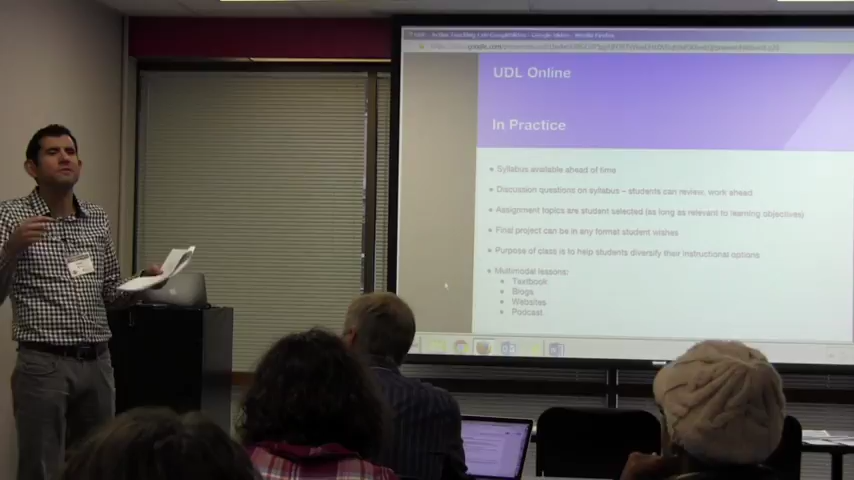 UDL Online
In Practice
Syllabus available ahead of time
Discussion questions on syllabus – students can review, work ahead
Assignment topics are student selected (as long as relevant to learning objectives)
Final project can be in any format student wishes
Purpose of class is to help students diversify their instructional options
Multimodal lessons:
Textbook
Blogs
Websites
Podcast